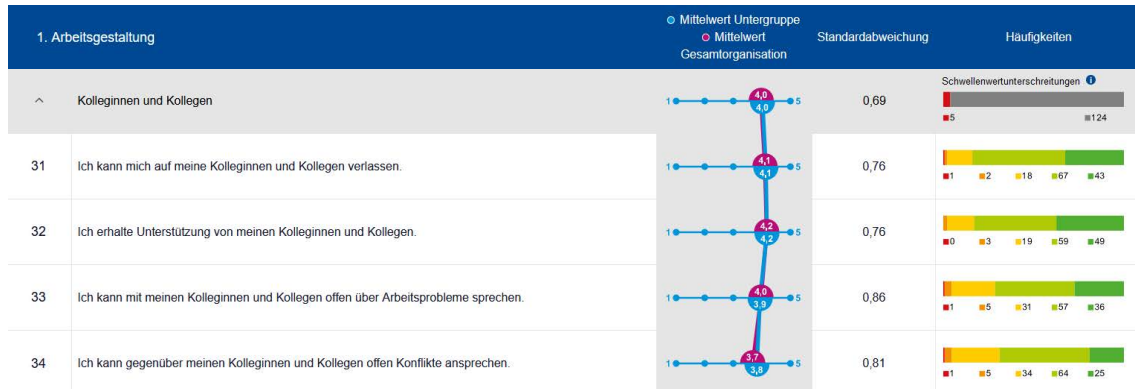 1. Arbeitsgestaltung
Mittelwert Untergruppe
Mittelwert
Gesamtorganisation
Standardabweichung
Häufigkeiten
Kolleginnen und Kollegen
1 4,0 4,0 5
0,69
Schwellenwertunterschreitungen i
5 124
31 Ich kann mich auf meine Kolleginnen und Kollegen verlassen.
1 4,1 4,1 5
0,76
1 2 18 67 43
32 Ich erhalte Unterstützung von meinen Kolleginnen und Kollegen.
1 4,2 4,2 5
0,76
0 3 19 59 49
33 Ich kann mit meinen Kolleginnen und Kollegen offen über Arbeitsprobleme sprechen.
1 4,0 3,9 5
0,86
1 5 31 57 36
34 Ich kann gegenüber meinen Kolleginnen und Kollegen offen Konflikte ansprechen.
1 3,7 3,8 5
0,81
1 5 34 64 25